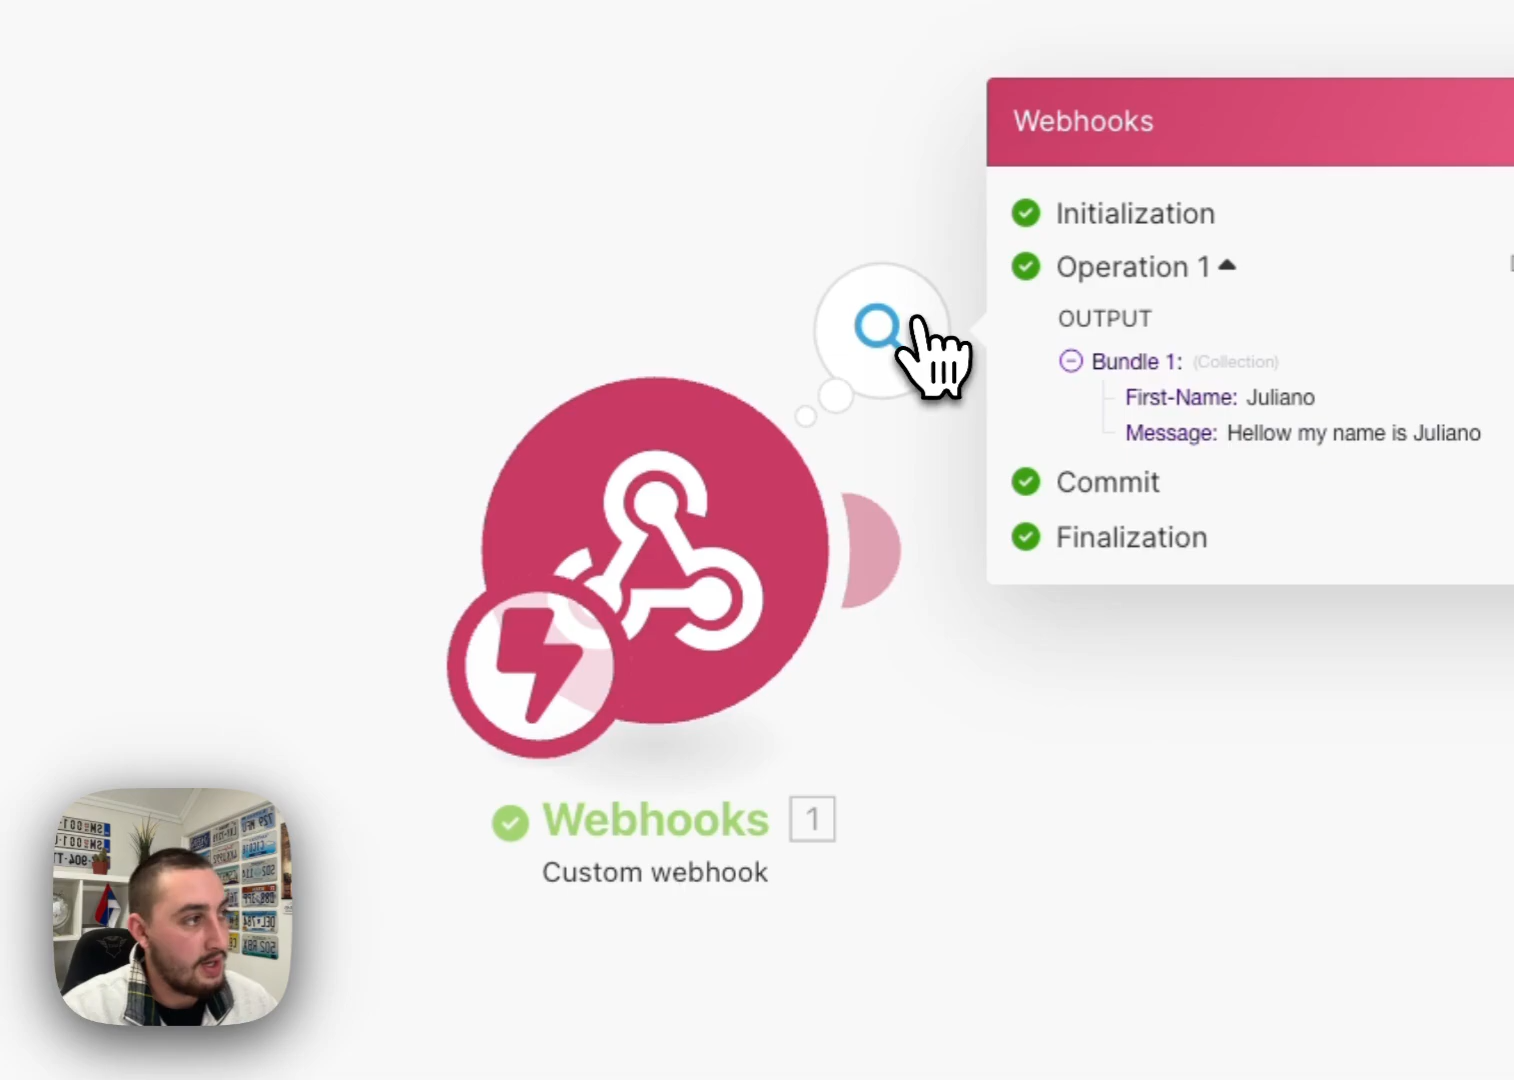 Webhooks
Initialization
Operation 1
OUTPUT
Bundle 1: (Collection)
First-Name: Juliano
Message: Hellow my name is Juliano
Commit
Finalization
Webhooks 1
Custom webhook